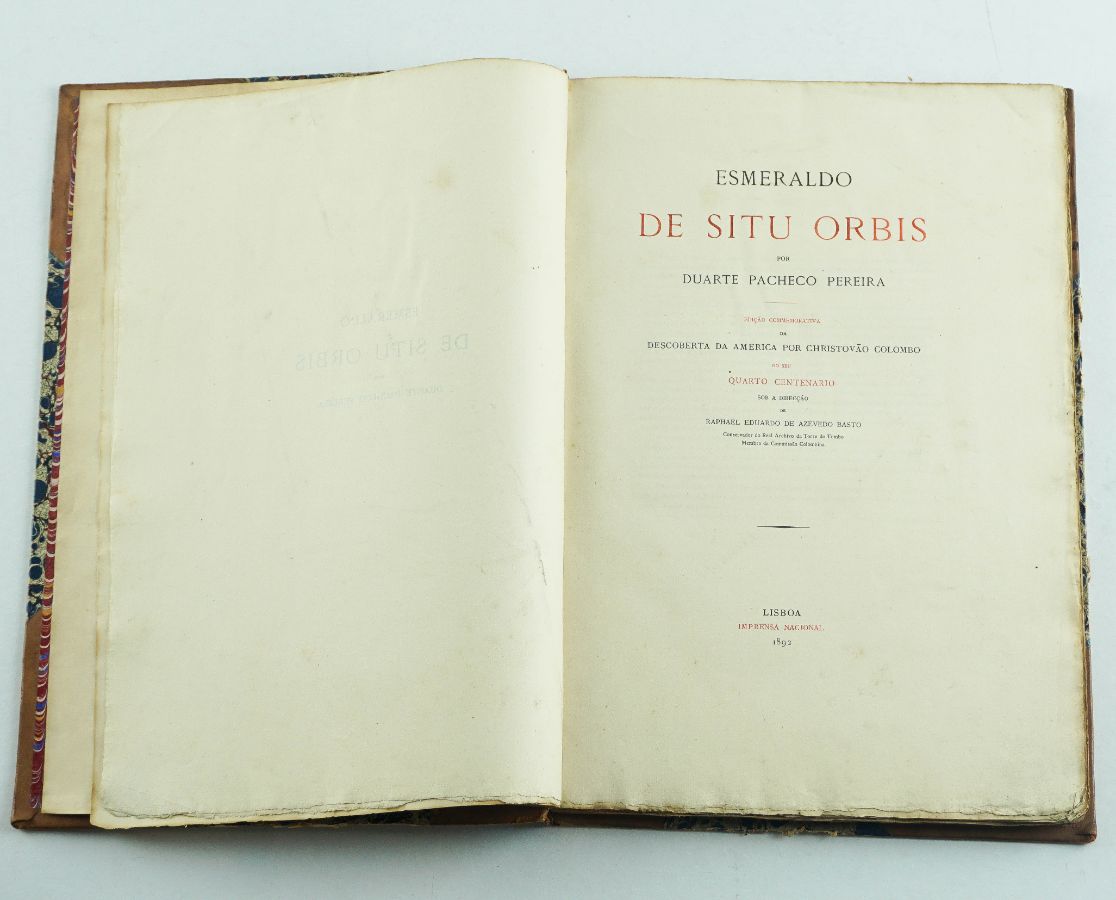 ESMERALDO
DE SITU ORBIS
POR
DUARTE PACHECO PEREIRA
EDIÇÃO COMMEMORATIVA
DA
DESCOBERTA DA AMERICA POR CHRISTOVÃO COLOMBO
NO SEU
QUARTO CENTENARIO
SOB A DIRECÇÃO
DE
RAPHAEL EDUARDO DE AZEVEDO BASTO
Conservador do Real Archivo da Torre do Tombo
Membro da Commissão Colombina
LISBOA
IMPRENSA NACIONAL
1892